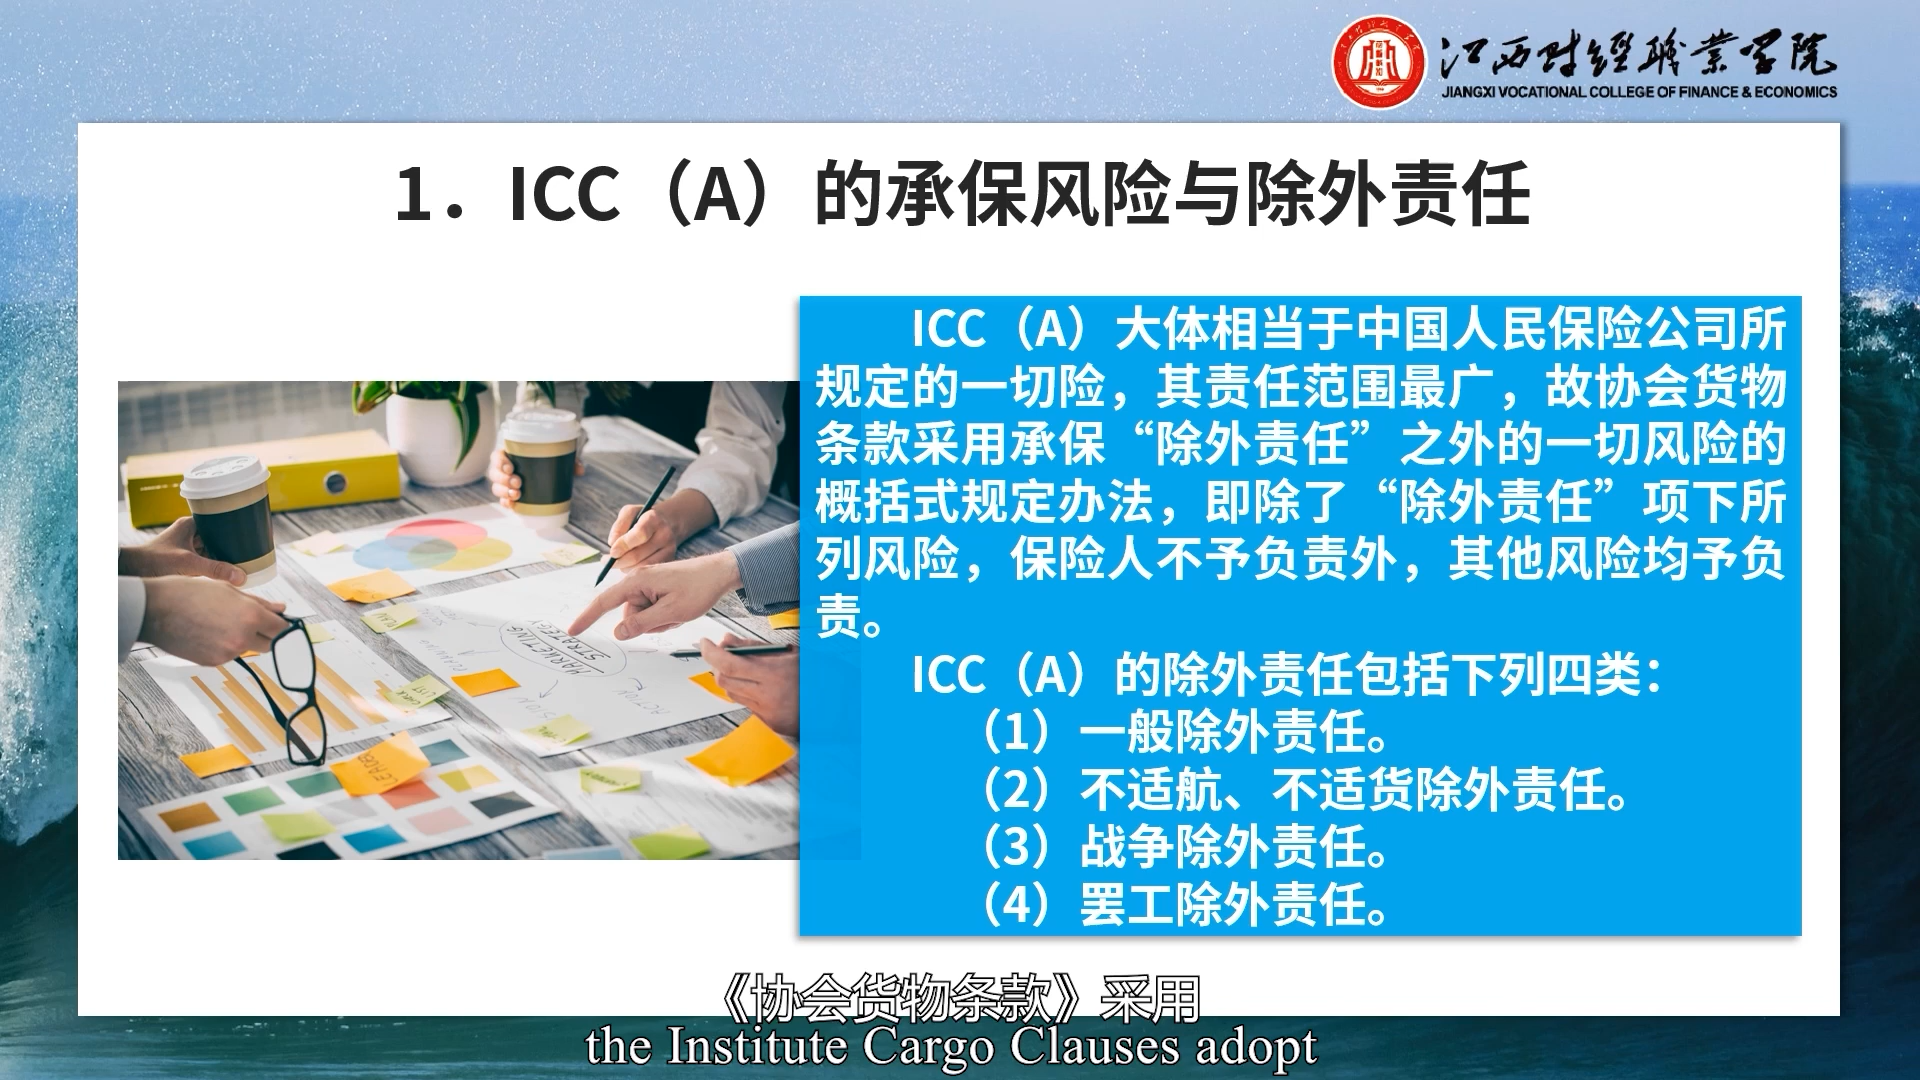 江西财经职业学院
JIANGXI VOCATIONAL COLLEGE OF FINANCE & ECONOMICS
1．ICC（A）的承保风险与除外责任
ICC（A）大体相当于中国人民保险公司所
规定的一切险，其责任范围最广，故协会货物
条款采用承保“除外责任”之外的一切风险的
概括式规定办法，即除了“除外责任”项下所
列风险，保险人不予负责外，其他风险均予负
责。
ICC（A）的除外责任包括下列四类：
（1）一般除外责任。
（2）不适航、不适货除外责任。
（3）战争除外责任。
（4）罢工除外责任。
MARKETING
STRATEGY
《协会货物条款》采用
the Institute Cargo Clauses adopt